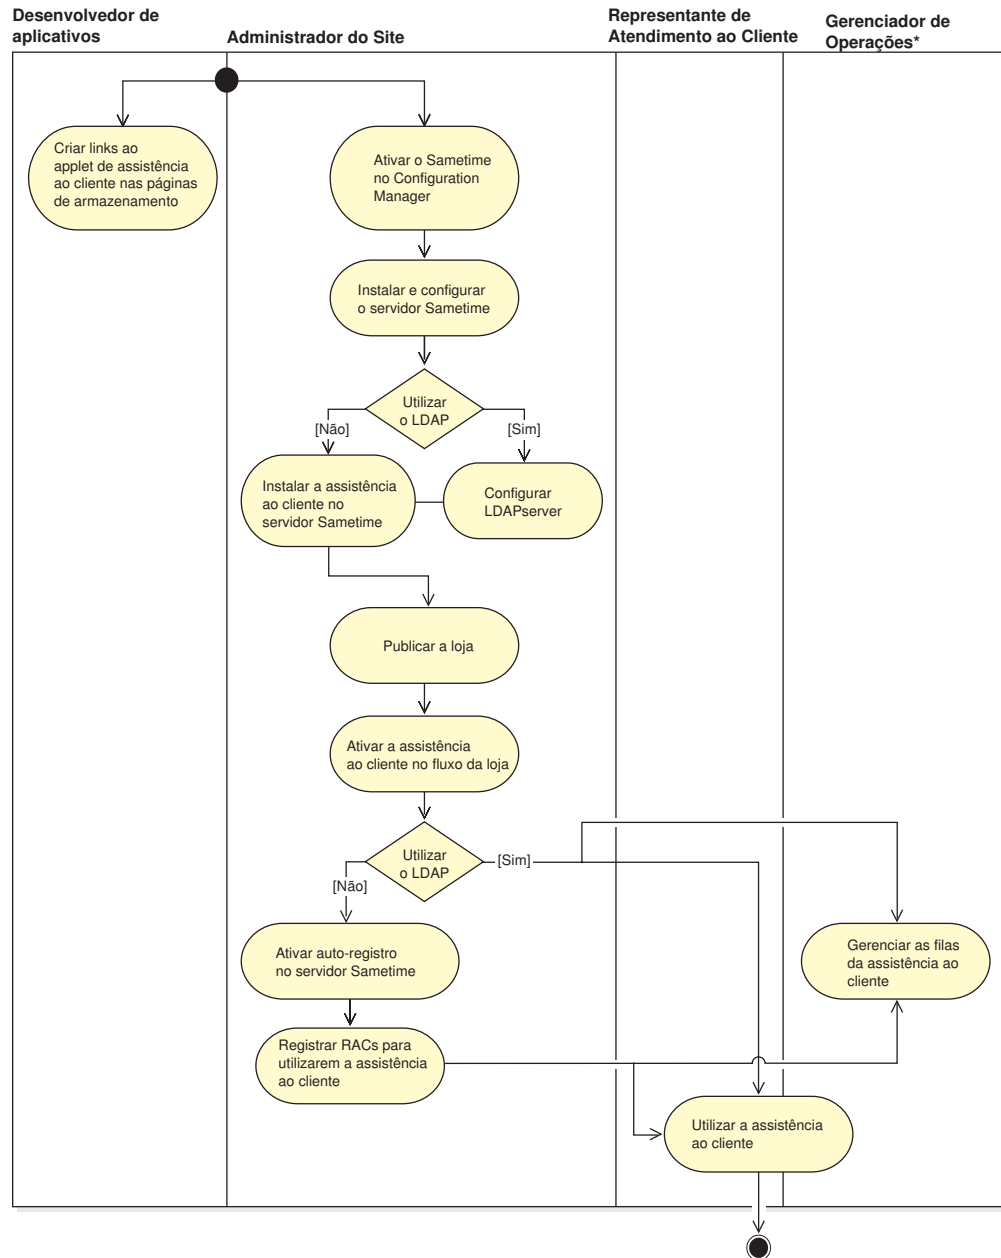 Desenvolvedor de
aplicativos
Administrador do Site
Representante de
Atendimento ao Cliente
Gerenciador de
Operações*
Criar links ao
applet de assistência
ao cliente nas páginas
de armazenamento
Ativar o Sametime
no Configuration
Manager
Instalar e configurar
o servidor Sametime
Utilizar
o LDAP
[Não]
[Sim]
Instalar a assistência
ao cliente no
servidor Sametime
Configurar
LDAPserver
Publicar a loja
Ativar a assistência
ao cliente no fluxo da loja
Utilizar
o LDAP
[Sim]
[Não]
Ativar auto-registro
no servidor Sametime
Gerenciar as filas
da assistência ao
cliente
Registrar RACs para
utilizarem a assistência
ao cliente
Utilizar a assistência
ao cliente